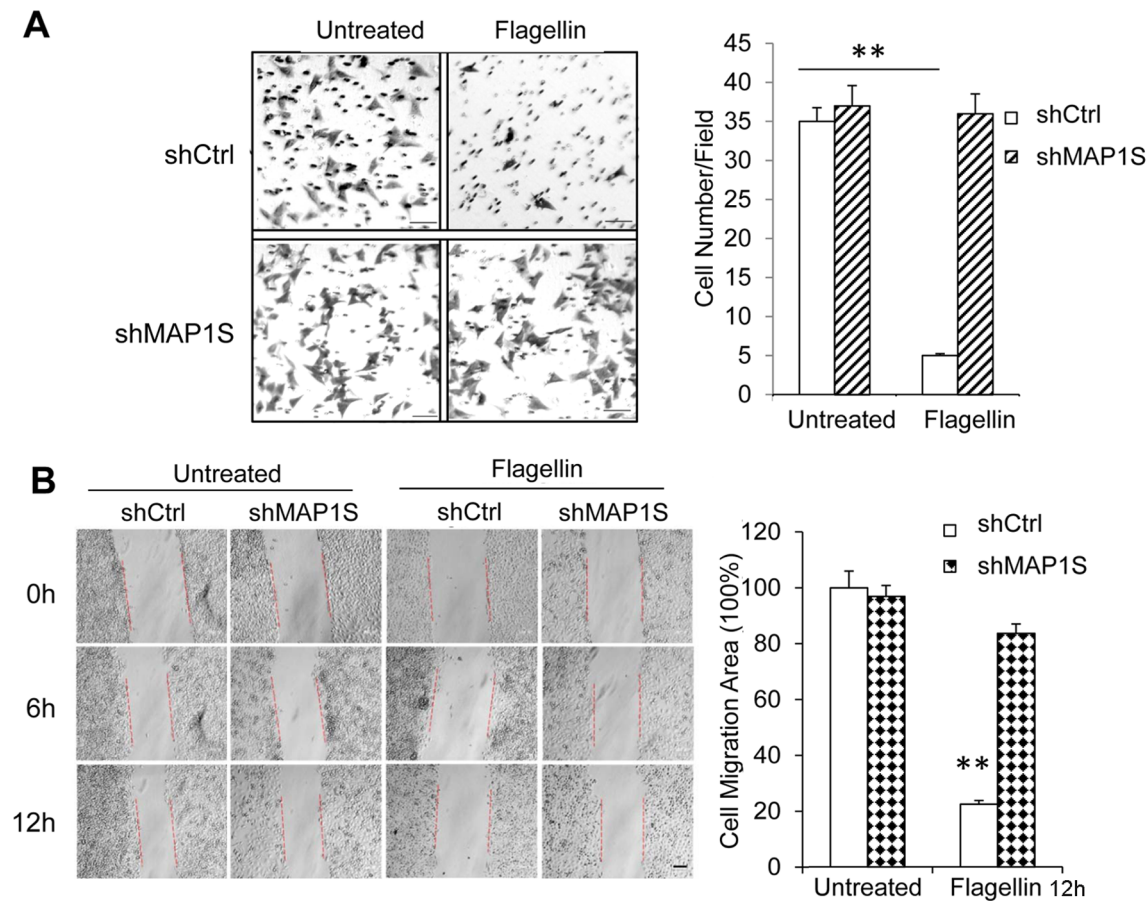 A
Untreated Flagellin
shCtrl
shMAP1S
45
40
35
30
25
20
15
10
5
0
Cell Number/Field
**
Untreated Flagellin
shCtrl
shMAP1S
B
Untreated Flagellin
shCtrl shMAP1S shCtrl shMAP1S
0h
6h
12h
120
100
80
60
40
20
0
Cell Migration Area (100%)
**
Untreated Flagellin 12h
shCtrl
shMAP1S